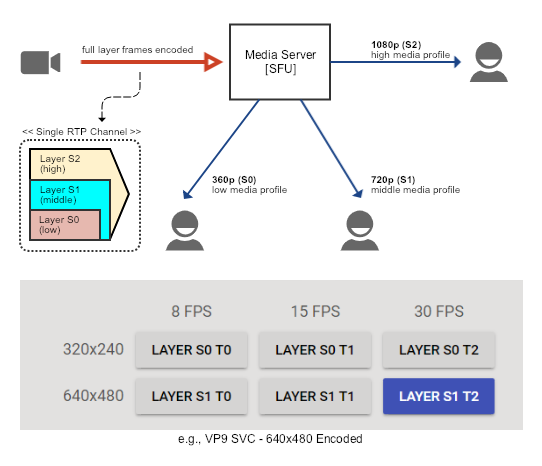 full layer frames encoded
Media Server
[SFU]
1080p (S2)
high media profile
<< Single RTP Channel >>
Layer S2
(high)
Layer S1
(middle)
Layer S0
(low)
360p (S0)
low media profile
720p (S1)
middle media profile
8 FPS 15 FPS 30 FPS
320x240 LAYER S0 T0 LAYER S0 T1 LAYER S0 T2
640x480 LAYER S1 T0 LAYER S1 T1 LAYER S1 T2
e.g., VP9 SVC - 640x480 Encoded